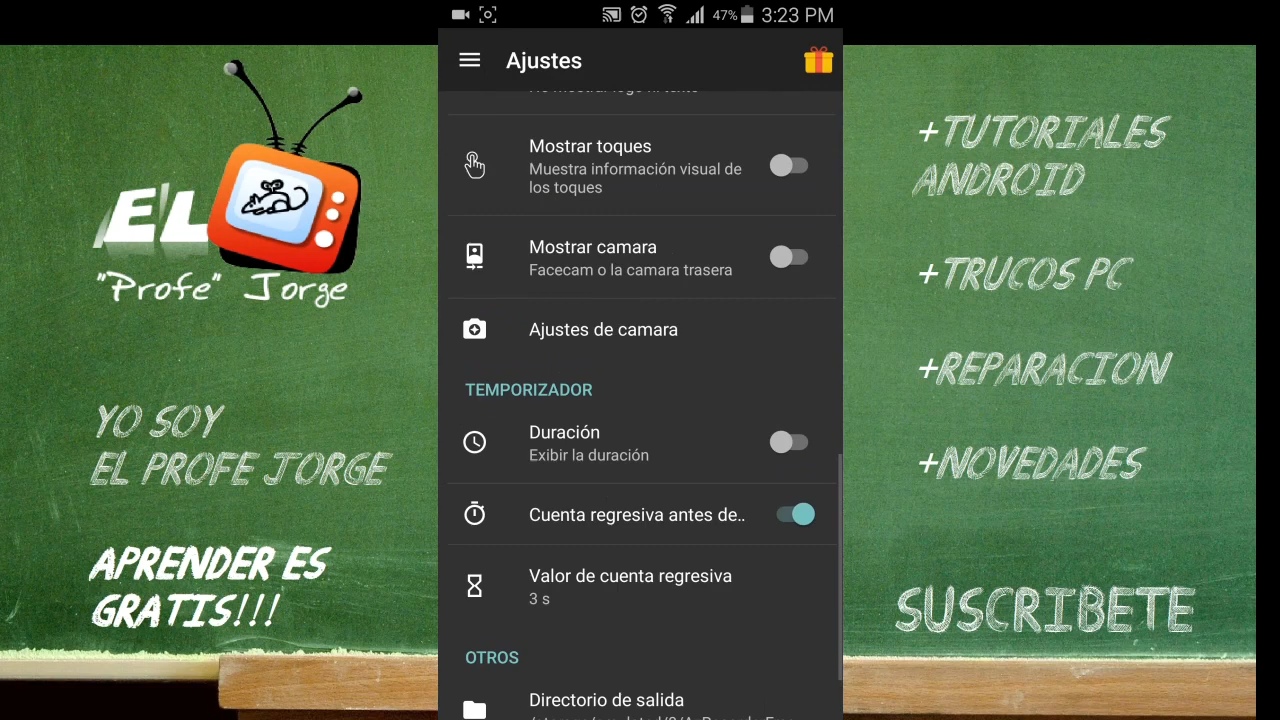 47% 3:23 PM
Ajustes
Mostrar toques
Muestra información visual de
los toques
Mostrar camara
Facecam o la camara trasera
Ajustes de camara
TEMPORIZADOR
Duración
Exibir la duración
Cuenta regresiva antes de..
Valor de cuenta regresiva
3 s
OTROS
Directorio de salida
EL
"Profe" Jorge
YO SOY
EL PROFE JORGE
APRENDER ES
GRATIS!!!
+TUTORIALES
ANDROID
+TRUCOS PC
+REPARACION
+NOVEDADES
SUSCRIBETE